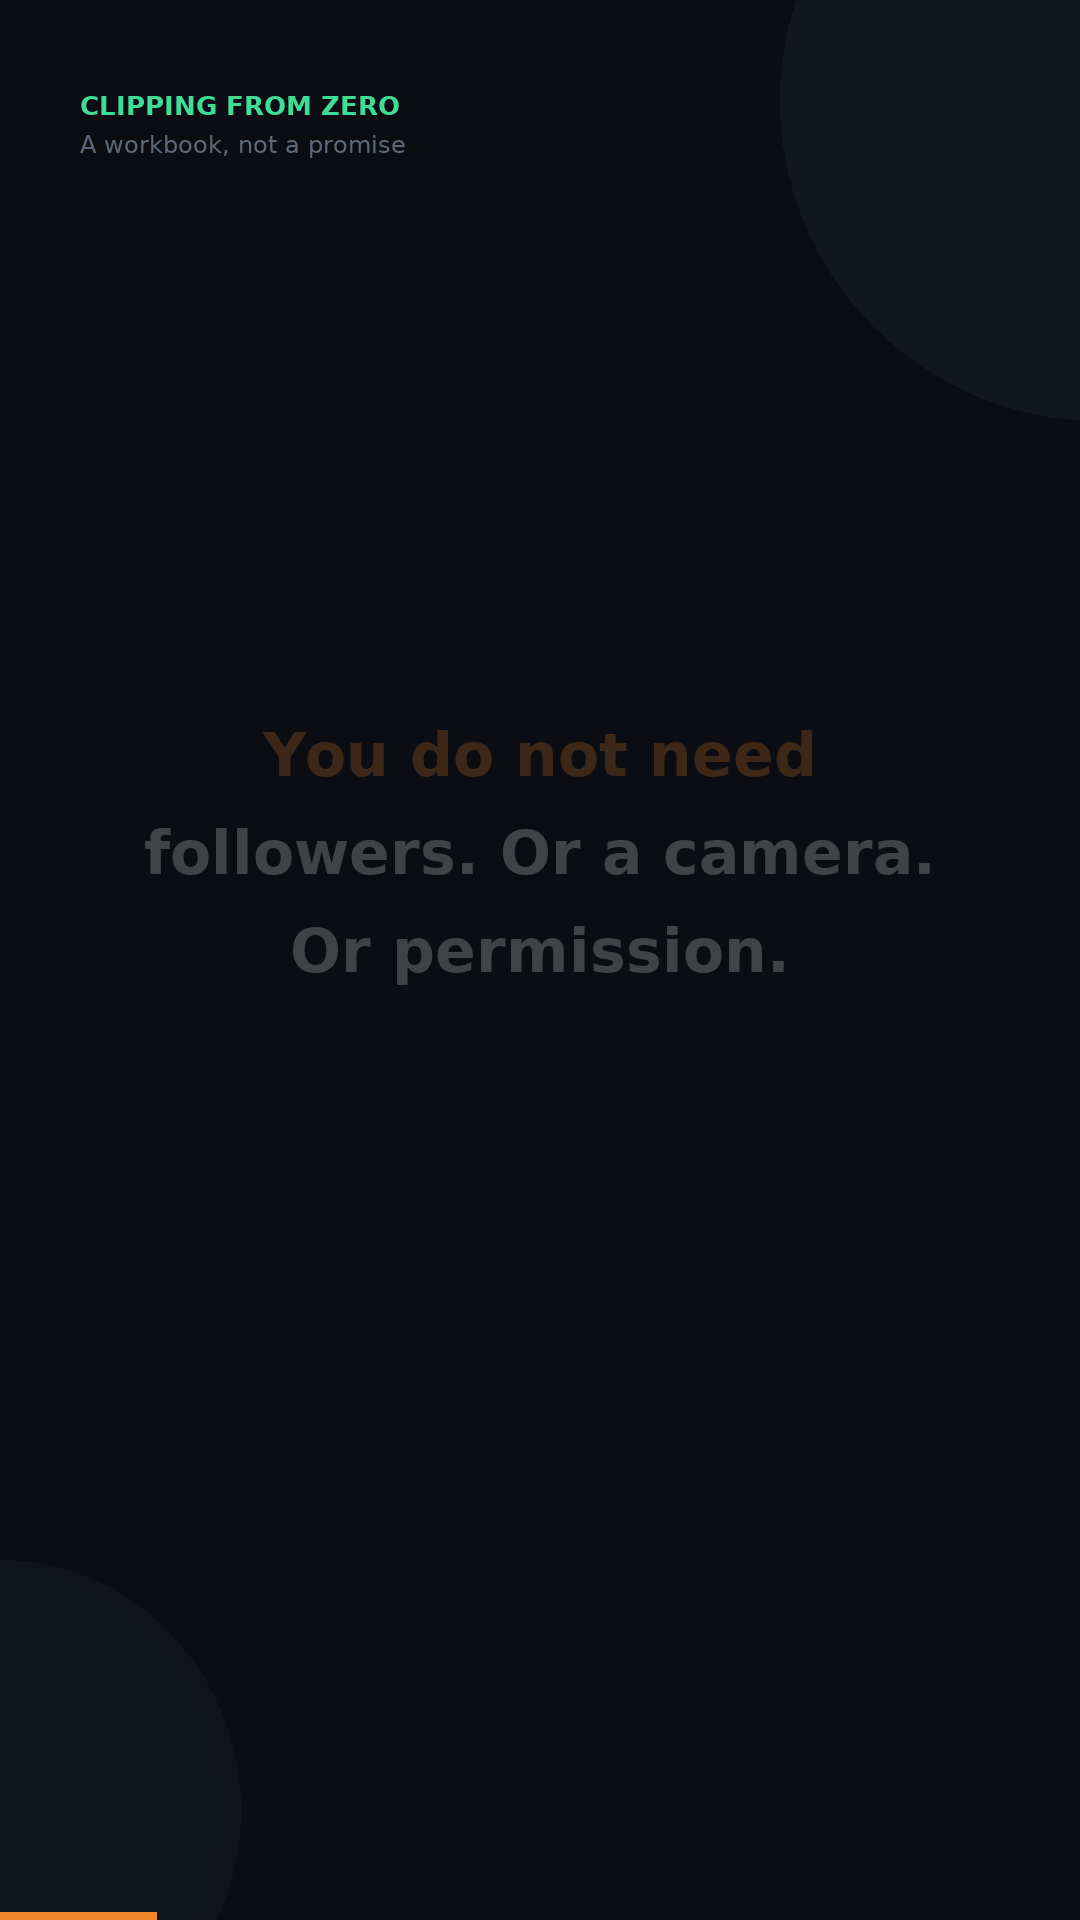 CLIPPING FROM ZERO
A workbook, not a promise
You do not need
followers. Or a camera.
Or permission.